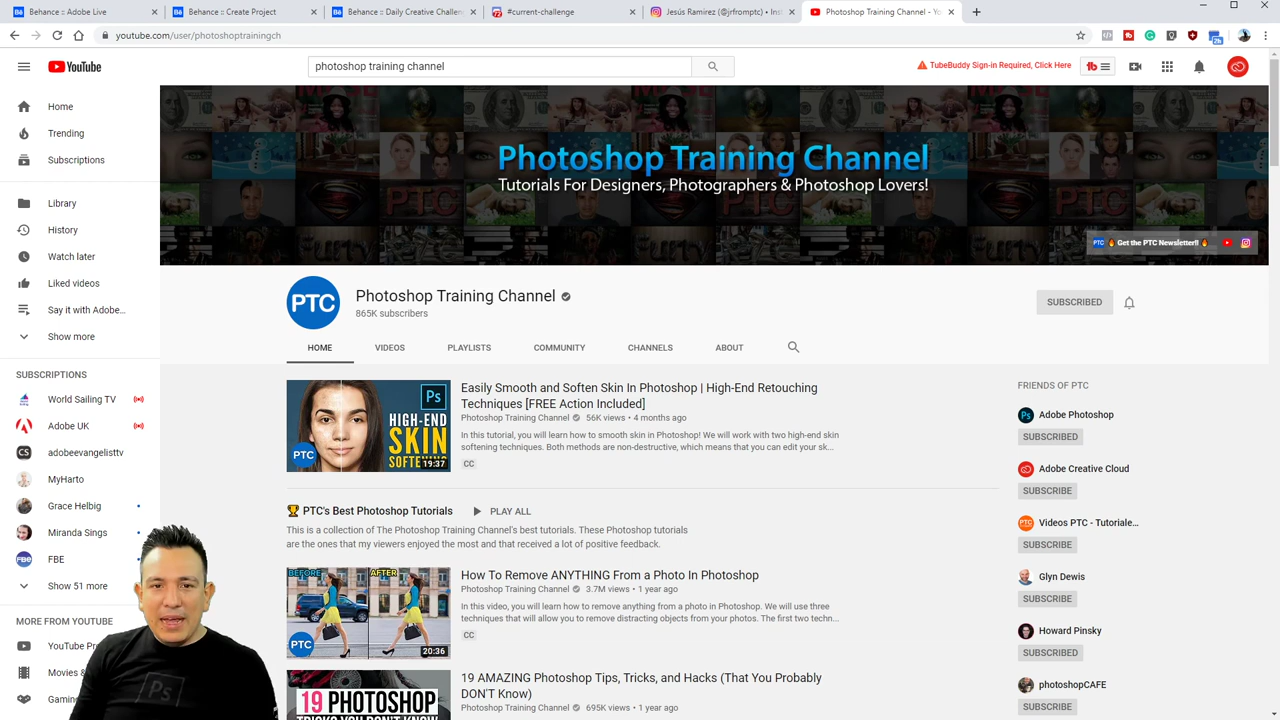 Behance :: Adobe Live
Behance :: Create Project
Behance :: Daily Creative Challen
#current-challenge
Jesús Ramirez (@jrfromptc) • Inst
Photoshop Training Channel - Yo
youtube.com/user/photoshoptrainingch
YouTube
photoshop training channel
TubeBuddy Sign-in Required, Click Here
Home
Trending
Subscriptions
Library
History
Watch later
Liked videos
Say it with Adobe...
Show more
SUBSCRIPTIONS
World Sailing TV
Adobe UK
adobeevangelisttv
MyHarto
Grace Helbig
Miranda Sings
FBE
Show 51 more
MORE FROM YOUTUBE
YouTube Pr
Movies &
Gamin
Photoshop Training Channel
Tutorials For Designers, Photographers & Photoshop Lovers!
PTC Get the PTC Newsletter!!
PTC
Photoshop Training Channel
865K subscribers
SUBSCRIBED
HOME
VIDEOS
PLAYLISTS
COMMUNITY
CHANNELS
ABOUT
Ps
HIGH-END
SKIN
SOFTENING
PTC
19:37
Easily Smooth and Soften Skin In Photoshop | High-End Retouching
Techniques [FREE Action Included]
Photoshop Training Channel 56K views • 4 months ago
In this tutorial, you will learn how to smooth skin in Photoshop! We will work with two high-end skin
softening techniques. Both methods are non-destructive, which means that you can edit your sk...
CC
PTC's Best Photoshop Tutorials
PLAY ALL
This is a collection of The Photoshop Training Channel's best tutorials. These Photoshop tutorials
are the ones that my viewers enjoyed the most and that received a lot of positive feedback.
BEFORE
AFTER
PTC
20:36
How To Remove ANYTHING From a Photo In Photoshop
Photoshop Training Channel 3.7M views • 1 year ago
In this video, you will learn how to remove anything from a photo in Photoshop. We will use three
techniques that will allow you to remove distracting objects from your photos. The first two techn...
CC
19 PHOTOSHOP
TRICKS YOU DON'T KNOW
19 AMAZING Photoshop Tips, Tricks, and Hacks (That You Probably
DON'T Know)
Photoshop Training Channel 695K views • 1 year ago
FRIENDS OF PTC
Adobe Photoshop
SUBSCRIBED
Adobe Creative Cloud
SUBSCRIBE
Videos PTC - Tutoriale...
SUBSCRIBE
Glyn Dewis
SUBSCRIBE
Howard Pinsky
SUBSCRIBED
photoshopCAFE
SUBSCRIBE
Ps